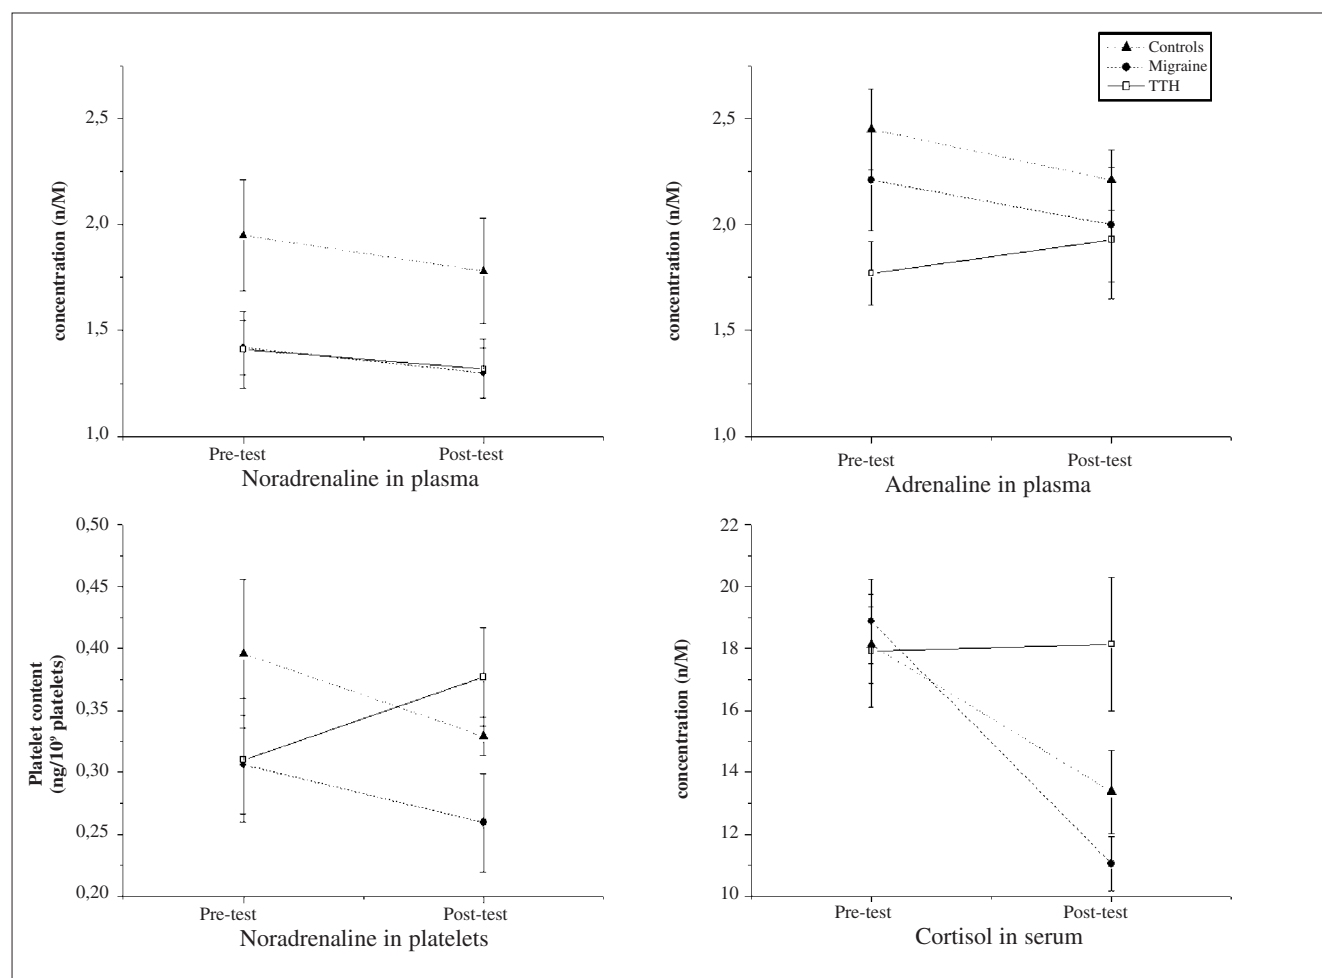 Controls
Migraine
TTH
2,5
2,0
1,5
1,0
concentration (n/M)
Pre-test
Post-test
Noradrenaline in plasma
2,5
2,0
1,5
1,0
concentration (n/M)
Pre-test
Post-test
Adrenaline in plasma
0,50
0,45
0,40
0,35
0,30
0,25
0,20
Platelet content
(ng/10⁹ platelets)
Pre-test
Post-test
Noradrenaline in platelets
22
20
18
16
14
12
10
concentration (n/M)
Pre-test
Post-test
Cortisol in serum